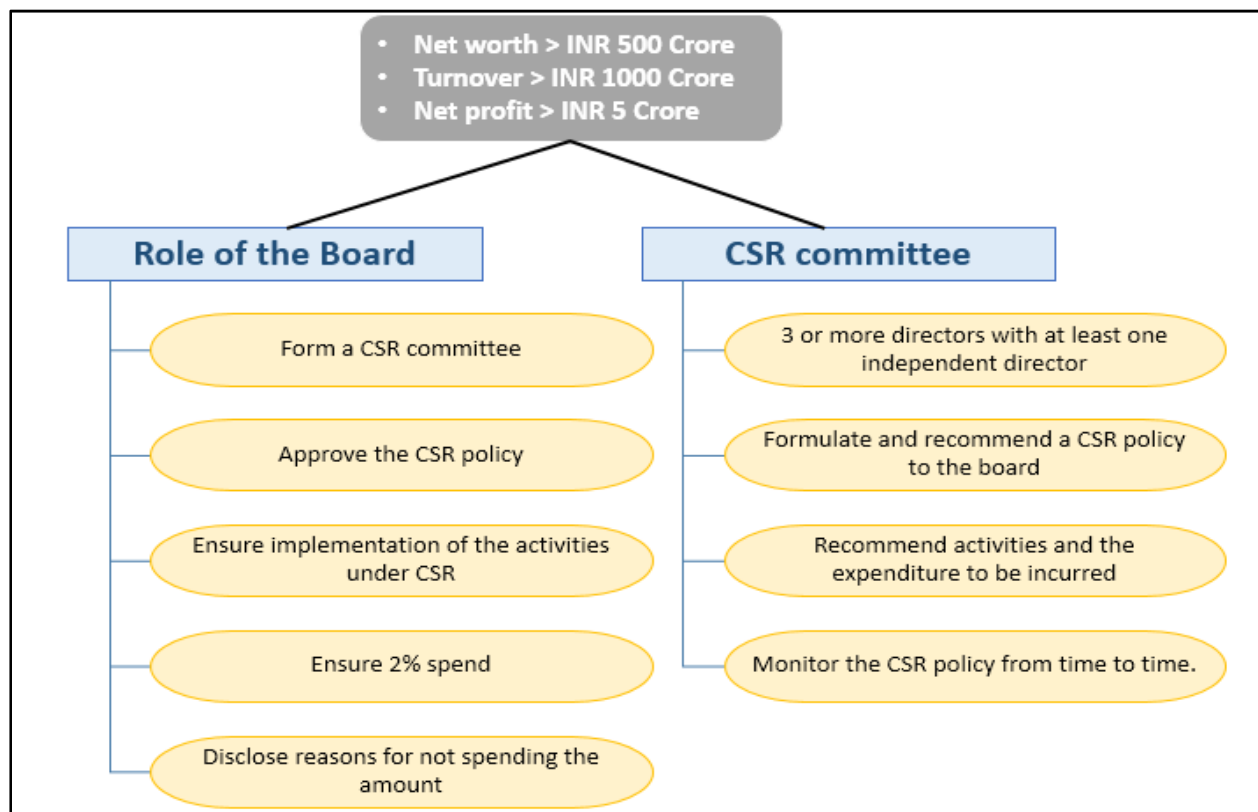 • Net worth > INR 500 Crore
• Turnover > INR 1000 Crore
• Net profit > INR 5 Crore
Role of the Board
Form a CSR committee
Approve the CSR policy
Ensure implementation of the activities
under CSR
Ensure 2% spend
Disclose reasons for not spending the
amount
CSR committee
3 or more directors with at least one
independent director
Formulate and recommend a CSR policy
to the board
Recommend activities and the
expenditure to be incurred
Monitor the CSR policy from time to time.